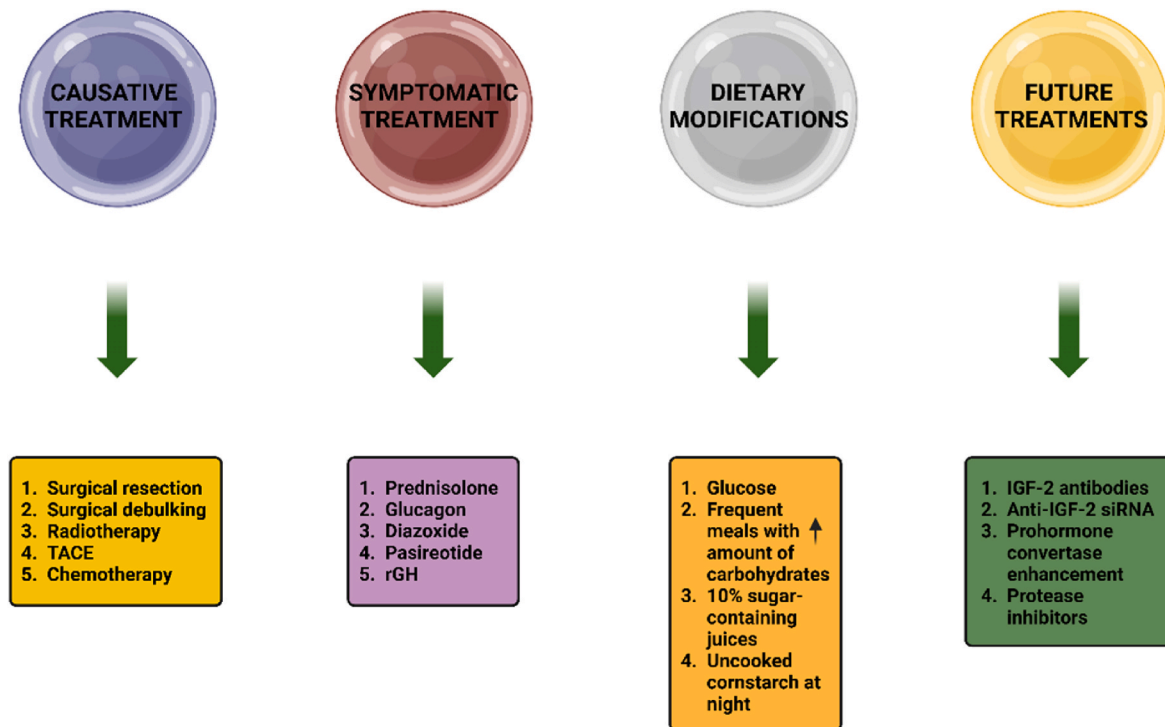 CAUSATIVE
TREATMENT
SYMPTOMATIC
TREATMENT
DIETARY
MODIFICATIONS
FUTURE
TREATMENTS
1. Surgical resection
2. Surgical debulking
3. Radiotherapy
4. TACE
5. Chemotherapy
1. Prednisolone
2. Glucagon
3. Diazoxide
4. Pasireotide
5. rGH
1. Glucose
2. Frequent
meals with
amount of
carbohydrates
3. 10% sugar-
containing
juices
4. Uncooked
cornstarch at
night
1. IGF-2 antibodies
2. Anti-IGF-2 siRNA
3. Prohormone
convertase
enhancement
4. Protease
inhibitors